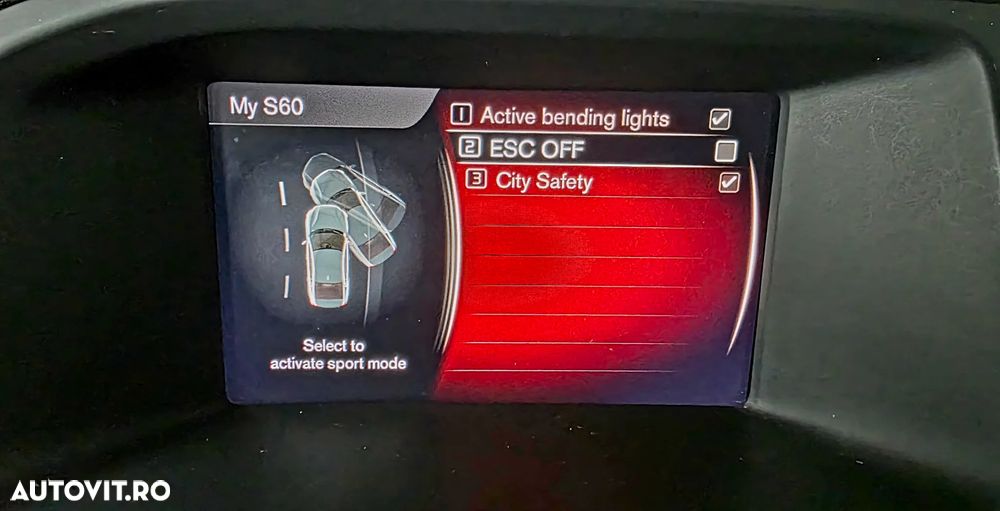 My S60
1 Active bending lights
2 ESC OFF
3 City Safety
Select to
activate sport mode
AUTOVIT.RO